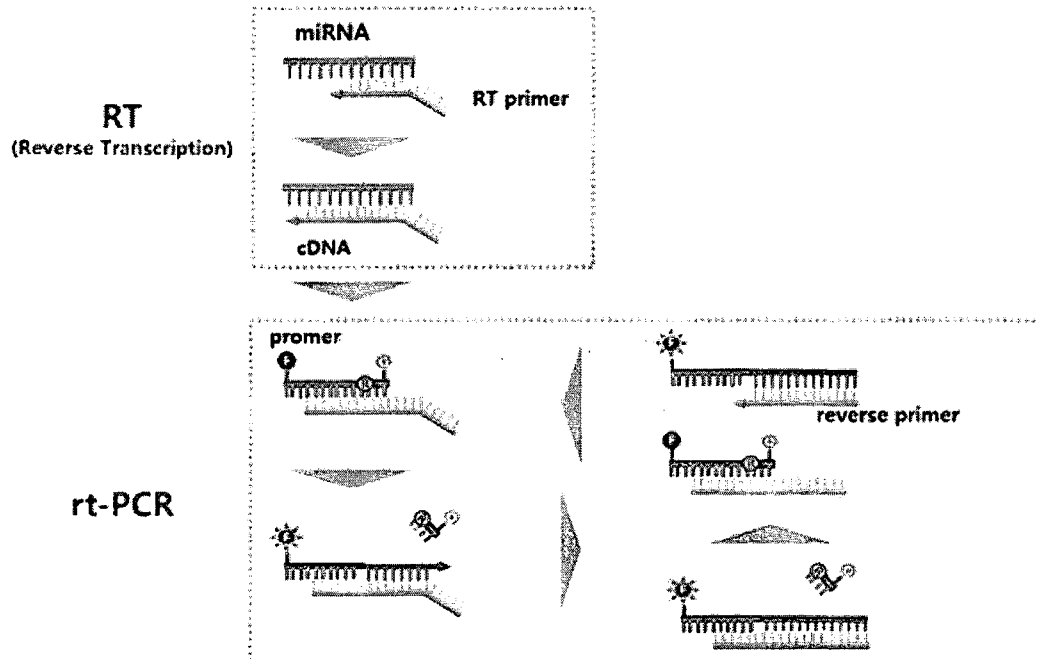 miRNA
RT primer
RT
(Reverse Transcription)
cDNA
promer
F
R
F
reverse primer
F
R
rt-PCR
F
R
F
R